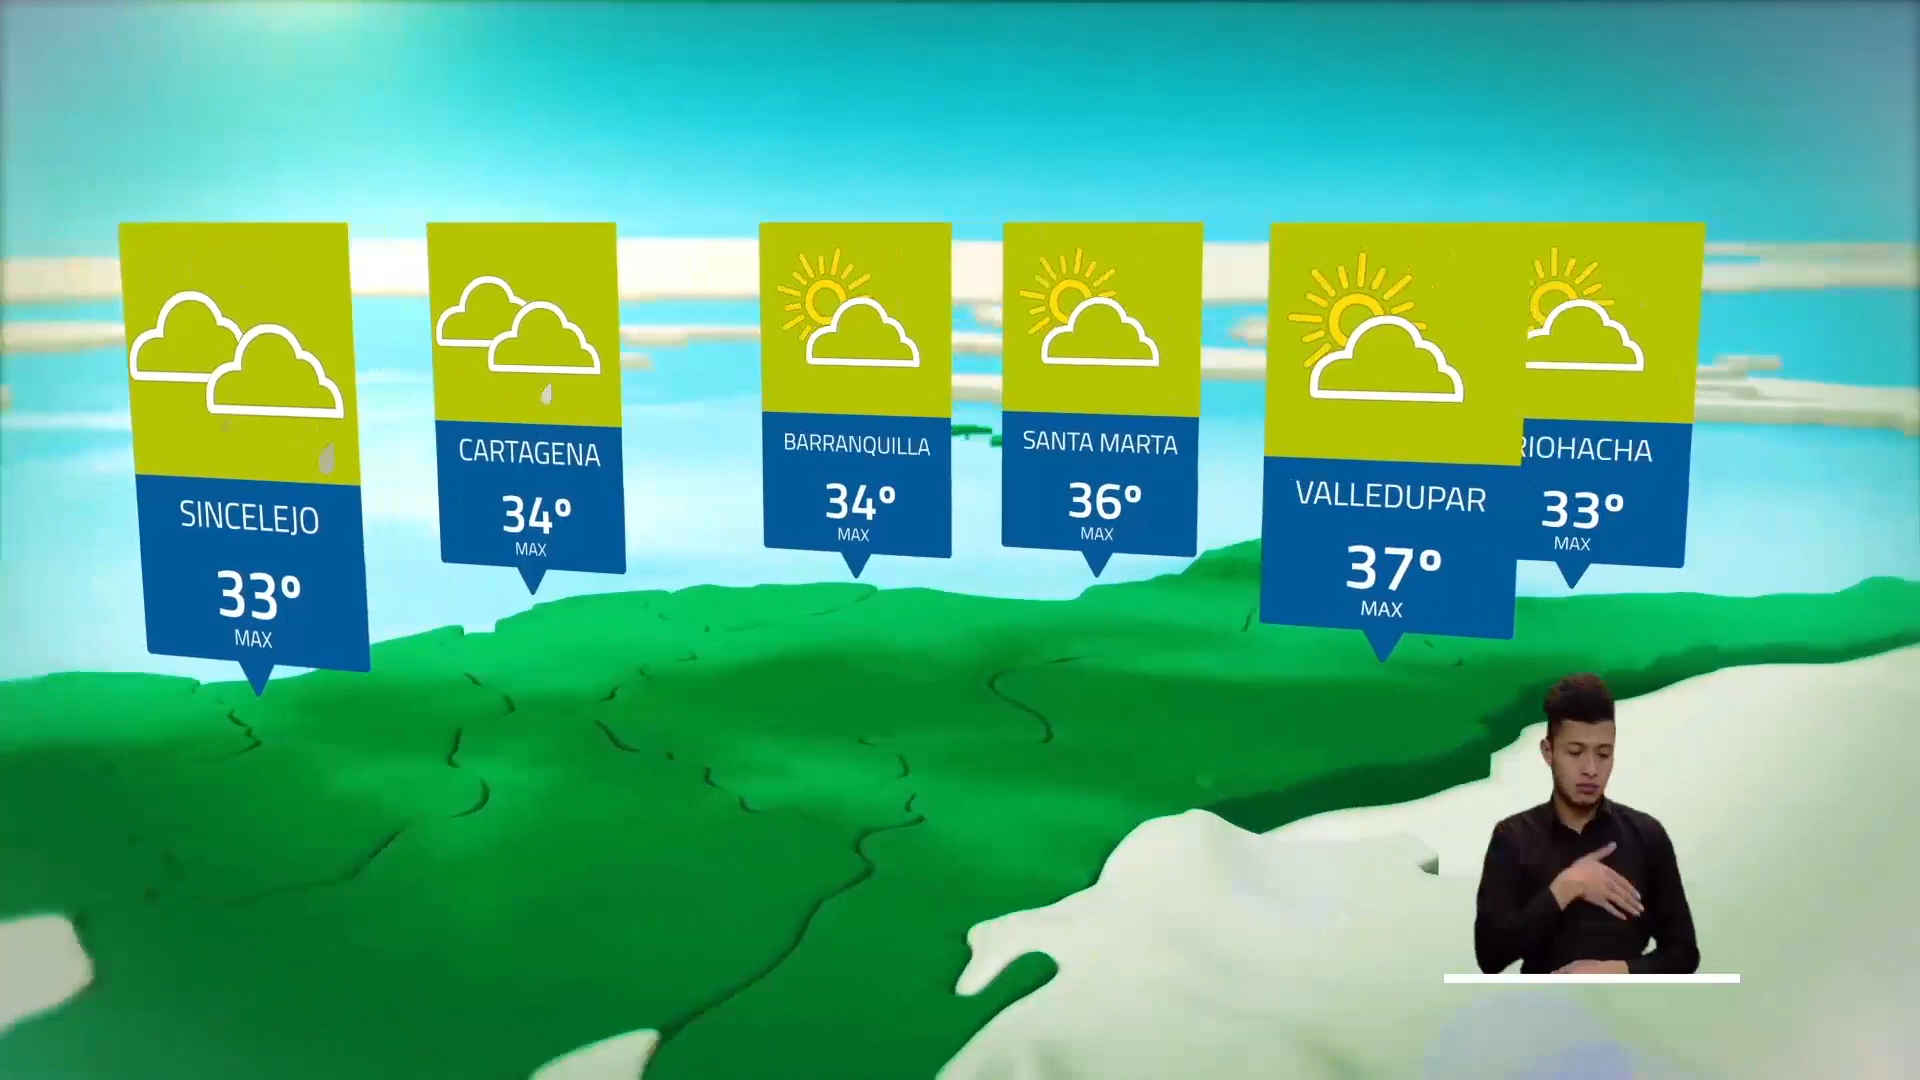 SINCELEJO
33°
MAX
CARTAGENA
34°
MAX
BARRANQUILLA
34°
MAX
SANTA MARTA
36°
MAX
VALLEDUPAR
37°
MAX
RIOHACHA
33°
MAX